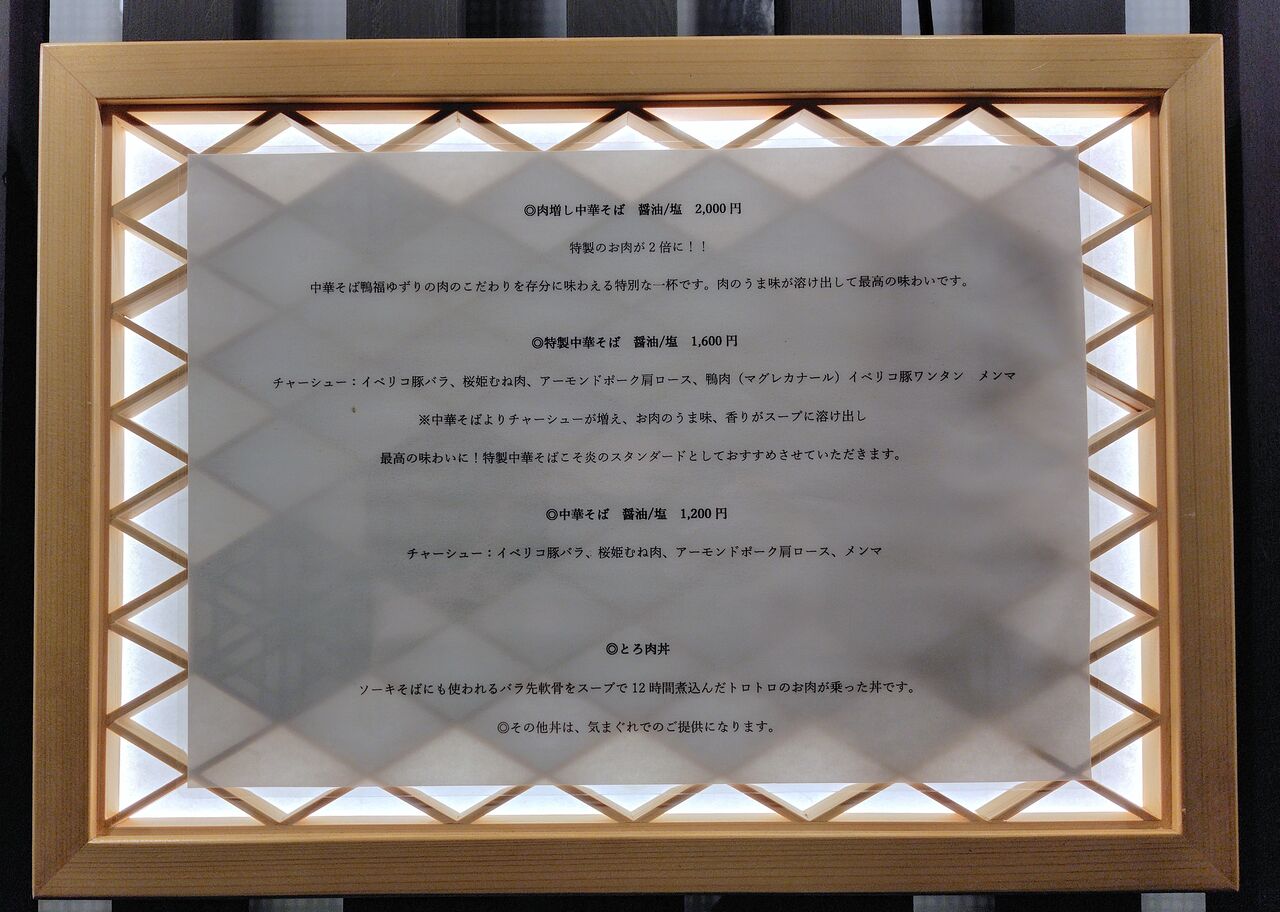 ◎肉増し中華そば　醤油/塩　2,000 円
特製のお肉が 2 倍に！！
中華そば鴨福ゆずりの肉のこだわりを存分に味わえる特別な一杯です。肉のうま味が溶け出して最高の味わいです。
◎特製中華そば　醤油/塩　1,600 円
チャーシュー：イベリコ豚バラ、桜姫むね肉、アーモンドポーク肩ロース、鴨肉（マグレカナール）イベリコ豚ワンタン　メンマ
※中華そばよりチャーシューが増え、お肉のうま味、香りがスープに溶け出し
最高の味わいに！特製中華そばこそ炎のスタンダードとしておすすめさせていただきます。
◎中華そば　醤油/塩　1,200 円
チャーシュー：イベリコ豚バラ、桜姫むね肉、アーモンドポーク肩ロース、メンマ
◎とろ肉丼
ソーキそばにも使われるバラ先軟骨をスープで 12 時間煮込んだトロトロのお肉が乗った丼です。
◎その他丼は、気まぐれでのご提供になります。